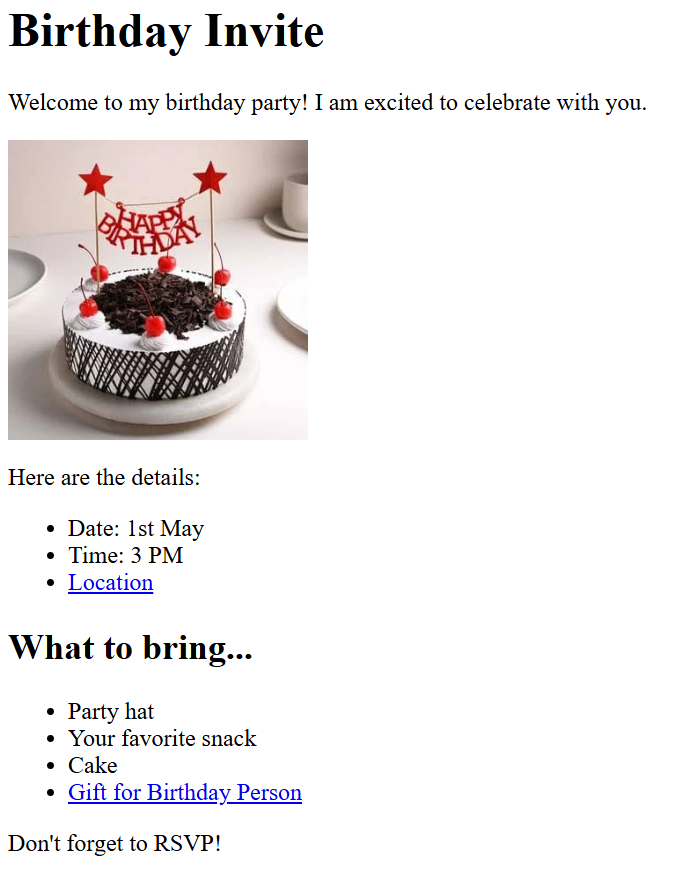 Birthday Invite
Welcome to my birthday party! I am excited to celebrate with you.
HAPPY
BIRTHDAY
Here are the details:
Date: 1st May
Time: 3 PM
Location
What to bring...
Party hat
Your favorite snack
Cake
Gift for Birthday Person
Don't forget to RSVP!